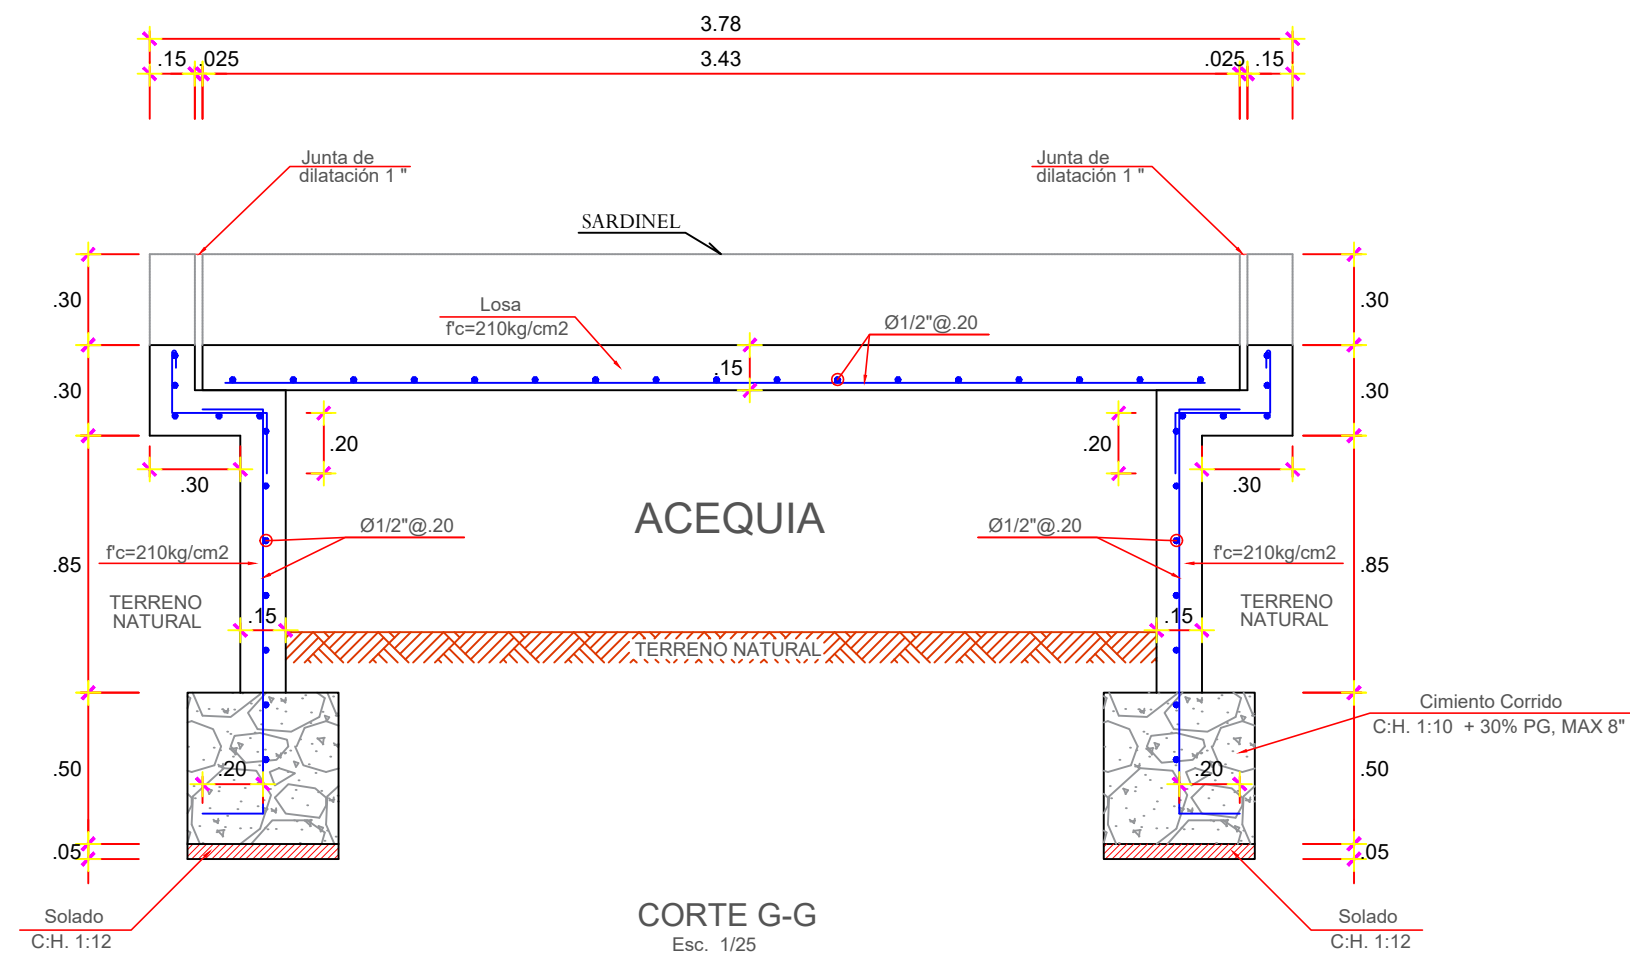 3.78
.15 .025 3.43 .025 .15
Junta de
dilatación 1 "
Junta de
dilatación 1 "
SARDINEL
.30
Losa
f'c=210kg/cm2
Ø1/2"@.20
.30
.15
.30
.30
.20
.20
.30
.30
ACEQUIA
Ø1/2"@.20
Ø1/2"@.20
f'c=210kg/cm2
f'c=210kg/cm2
.85
.85
TERRENO
NATURAL
TERRENO
NATURAL
.15
.15
TERRENO NATURAL
Cimiento Corrido
C:H. 1:10 + 30% PG, MAX 8"
.50
.20
.20
.50
.05
.05
Solado
C:H. 1:12
CORTE G-G
Esc. 1/25
Solado
C:H. 1:12